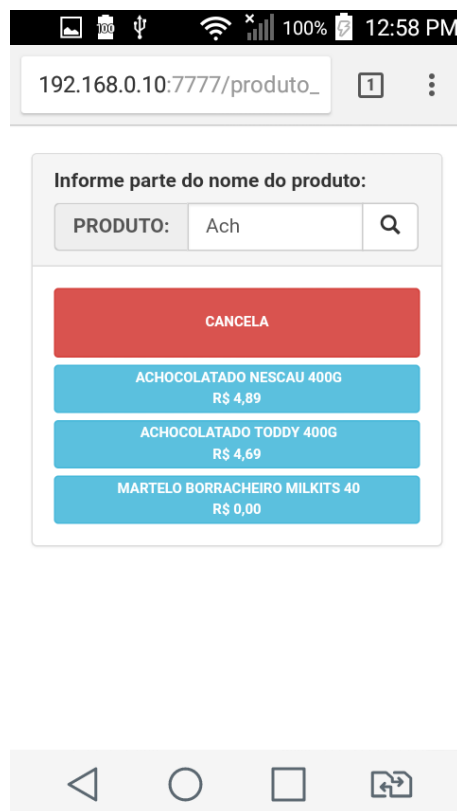 100 100% 12:58 PM
192.168.0.10:7777/produto_ 1
Informe parte do nome do produto:
PRODUTO: Ach
CANCELA
ACHOCOLATADO NESCAU 400G
R$ 4,89
ACHOCOLATADO TODDY 400G
R$ 4,69
MARTELO BORRACHEIRO MILKITS 40
R$ 0,00